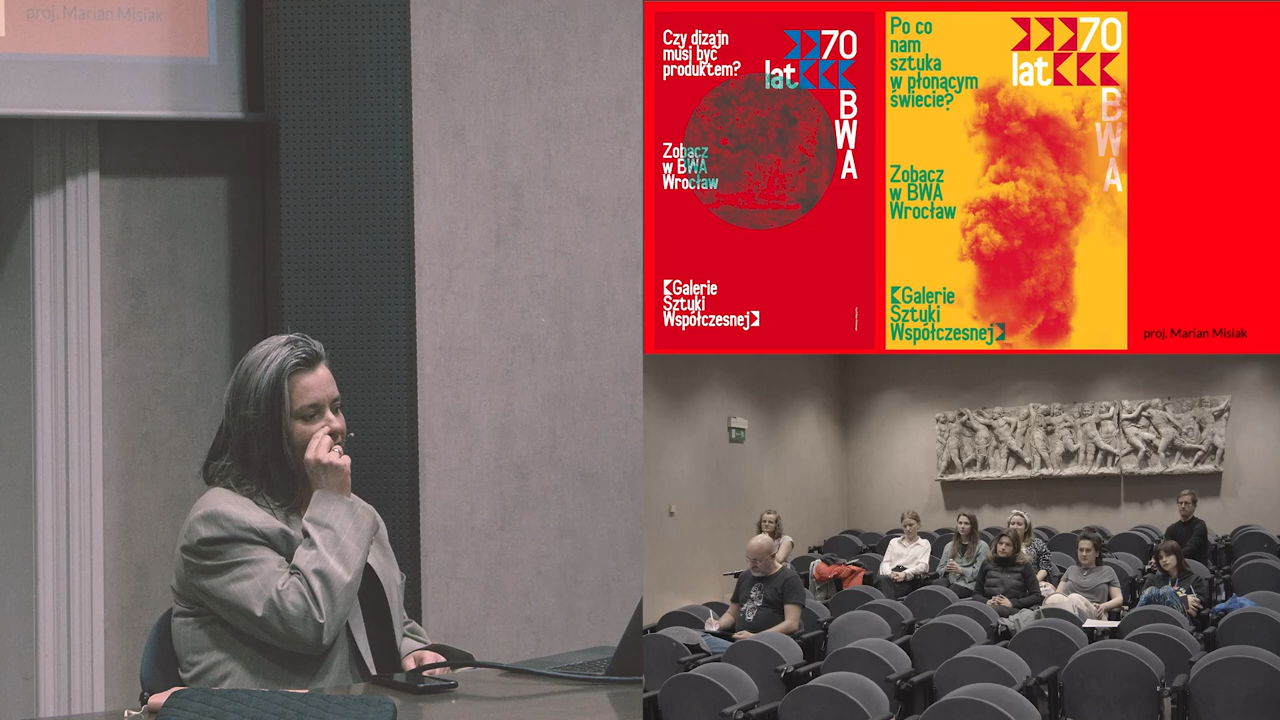 proj. Marian Misiak
Czy dizajn
musi być
produktem?
70
lat
BWA
Zobacz
w BWA
Wrocław
Galerie
Sztuki
Współczesnej
Po co
nam
sztuka
w płonącym
świecie?
70
lat
BWA
Zobacz
w BWA
Wrocław
Galerie
Sztuki
Współczesnej
proj. Marian Misiak